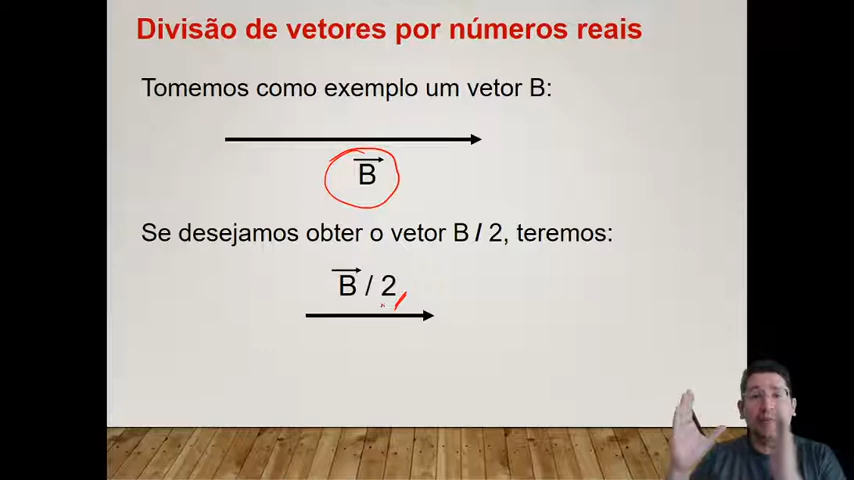 Divisão de vetores por números reais
Tomemos como exemplo um vetor B:
B
Se desejamos obter o vetor B / 2, teremos:
B / 2